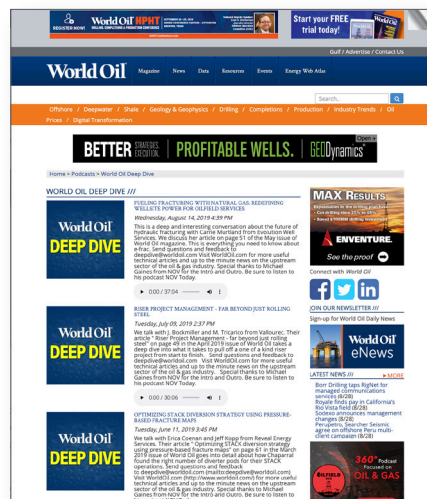 REGISTER NOW!
World Oil HPHT
DRILLING, COMPLETIONS & PRODUCTION CONFERENCE
Start your FREE
trial today!
Gulf / Advertise / Contact Us
World Oil
Magazine News Data Resources Events Energy Web Atlas
Search..
Offshore / Deepwater / Shale / Geology & Geophysics / Drilling / Completions / Production / Industry Trends / Oil
Prices / Digital Transformation
Open
BETTER STRATEGIES. EXECUTION. PROFITABLE WELLS. GEODynamics
Home > Podcasts > World Oil Deep Dive
WORLD OIL DEEP DIVE ///
World Oil
DEEP DIVE
FUELING FRACTURING WITH NATURAL GAS: REDEFINING
WELLSITE POWER FOR OILFIELD SERVICES
Wednesday, August 14, 2019 4:39 PM
This is a deep and interesting conversation about the future of
hydraulic fracturing with Carrie Murtland from Evolution Well
Services. We discuss her article on page 51 of the May issue of
World Oil magazine. This is everything you need to know about
e-frac. Send questions and feedback to
deepdive@worldoil.com Visit WorldOil.com for more useful
technical articles and up to the minute news on the upstream
sector of the oil & gas industry. Special thanks to Michael
Gaines from NOV for the Intro and Outro. Be sure to listen to
his podcast NOV Today.
0:00 / 37:04
World Oil
DEEP DIVE
RISER PROJECT MANAGEMENT - FAR BEYOND JUST ROLLING
STEEL
Tuesday, July 09, 2019 2:37 PM
We talk with J. Bockmiller and M. Tricarico from Vallourec. Their
article " Riser Project Management - far beyond just rolling
steel" on page 49 in the April 2019 issue of World Oil takes a
deep dive into what it takes to pull off a one of a kind riser
project from start to finish. Send questions and feedback to
deepdive@worldoil.com Visit WorldOil.com for more useful
technical articles and up to the minute news on the upstream
sector of the oil & gas industry. Special thanks to Michael
Gaines from NOV for the Intro and Outro. Be sure to listen to
his podcast NOV Today.
0:00 / 30:06
World Oil
DEEP DIVE
OPTIMIZING STACK DIVERSION STRATEGY USING PRESSURE-
BASED FRACTURE MAPS
Tuesday, June 11, 2019 3:45 PM
We talk with Erica Coenen and Jeff Kopp from Reveal Energy
Services. Their article " Optimizing STACK diversion strategy
using pressure-based fracture maps" on page 61 in the March
2019 issue of World Oil goes into detail about how Chaparral
found the right number of diverter pods for their STACK
operations. Send questions and feedback
to deepdive@worldoil.com (mailto:deepdive@worldoil.com)
Visit WorldOil.com (http://www.worldoil.com/) for more useful
technical articles and up to the minute news on the upstream
sector of the oil & gas industry. Special thanks to Michael
Gaines from NOV for the Intro and Outro. Be sure to listen to
MAX RESULTS
ENVENTURE.
See the proof
Connect with World Oil
JOIN OUR NEWSLETTER ///
Sign-up for World Oil Daily News
World Oil
eNews
LATEST NEWS ///
MORE
Borr Drilling taps RigNet for
managed communications
services (8/28)
Royale finds pay in California's
Rio Vista field (8/28)
Sodexo announces management
changes (8/28)
Perupetro, Searcher Seismic
agree on offshore Peru multi-
client campaign (8/28)
360° Podcast
Focused on
OIL & GAS
OILFIELD